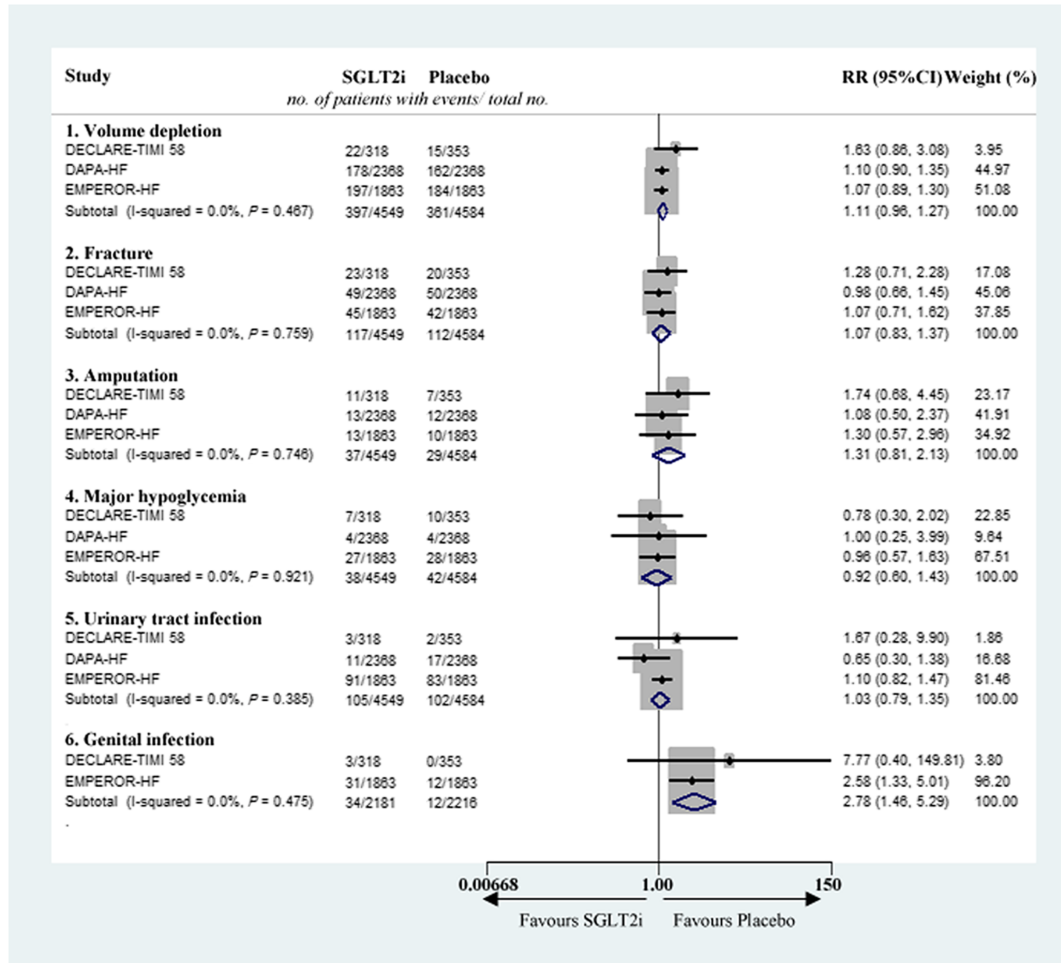 Study SGLT2i Placebo RR (95%CI) Weight (%)
no. of patients with events/ total no.
1. Volume depletion
DECLARE-TIMI 58 22/318 15/353 1.63 (0.86, 3.08) 3.95
DAPA-HF 178/2368 162/2368 1.10 (0.90, 1.35) 44.97
EMPEROR-HF 197/1863 184/1863 1.07 (0.89, 1.30) 51.08
Subtotal (I-squared = 0.0%, P = 0.467) 397/4549 361/4584 1.11 (0.96, 1.27) 100.00
2. Fracture
DECLARE-TIMI 58 23/318 20/353 1.28 (0.71, 2.28) 17.08
DAPA-HF 49/2368 50/2368 0.98 (0.66, 1.45) 45.06
EMPEROR-HF 45/1863 42/1863 1.07 (0.71, 1.62) 37.85
Subtotal (I-squared = 0.0%, P = 0.759) 117/4549 112/4584 1.07 (0.83, 1.37) 100.00
3. Amputation
DECLARE-TIMI 58 11/318 7/353 1.74 (0.68, 4.45) 23.17
DAPA-HF 13/2368 12/2368 1.08 (0.50, 2.37) 41.91
EMPEROR-HF 13/1863 10/1863 1.30 (0.57, 2.96) 34.92
Subtotal (I-squared = 0.0%, P = 0.746) 37/4549 29/4584 1.31 (0.81, 2.13) 100.00
4. Major hypoglycemia
DECLARE-TIMI 58 7/318 10/353 0.78 (0.30, 2.02) 22.85
DAPA-HF 4/2368 4/2368 1.00 (0.25, 3.99) 9.64
EMPEROR-HF 27/1863 28/1863 0.96 (0.57, 1.63) 67.51
Subtotal (I-squared = 0.0%, P = 0.921) 38/4549 42/4584 0.92 (0.60, 1.43) 100.00
5. Urinary tract infection
DECLARE-TIMI 58 3/318 2/353 1.67 (0.28, 9.90) 1.86
DAPA-HF 11/2368 17/2368 0.65 (0.30, 1.38) 16.68
EMPEROR-HF 91/1863 83/1863 1.10 (0.82, 1.47) 81.46
Subtotal (I-squared = 0.0%, P = 0.385) 105/4549 102/4584 1.03 (0.79, 1.35) 100.00
.
6. Genital infection
DECLARE-TIMI 58 3/318 0/353 7.77 (0.40, 149.81) 3.80
EMPEROR-HF 31/1863 12/1863 2.58 (1.33, 5.01) 96.20
Subtotal (I-squared = 0.0%, P = 0.475) 34/2181 12/2216 2.78 (1.46, 5.29) 100.00
.
0.00668 1.00 150
Favours SGLT2i Favours Placebo